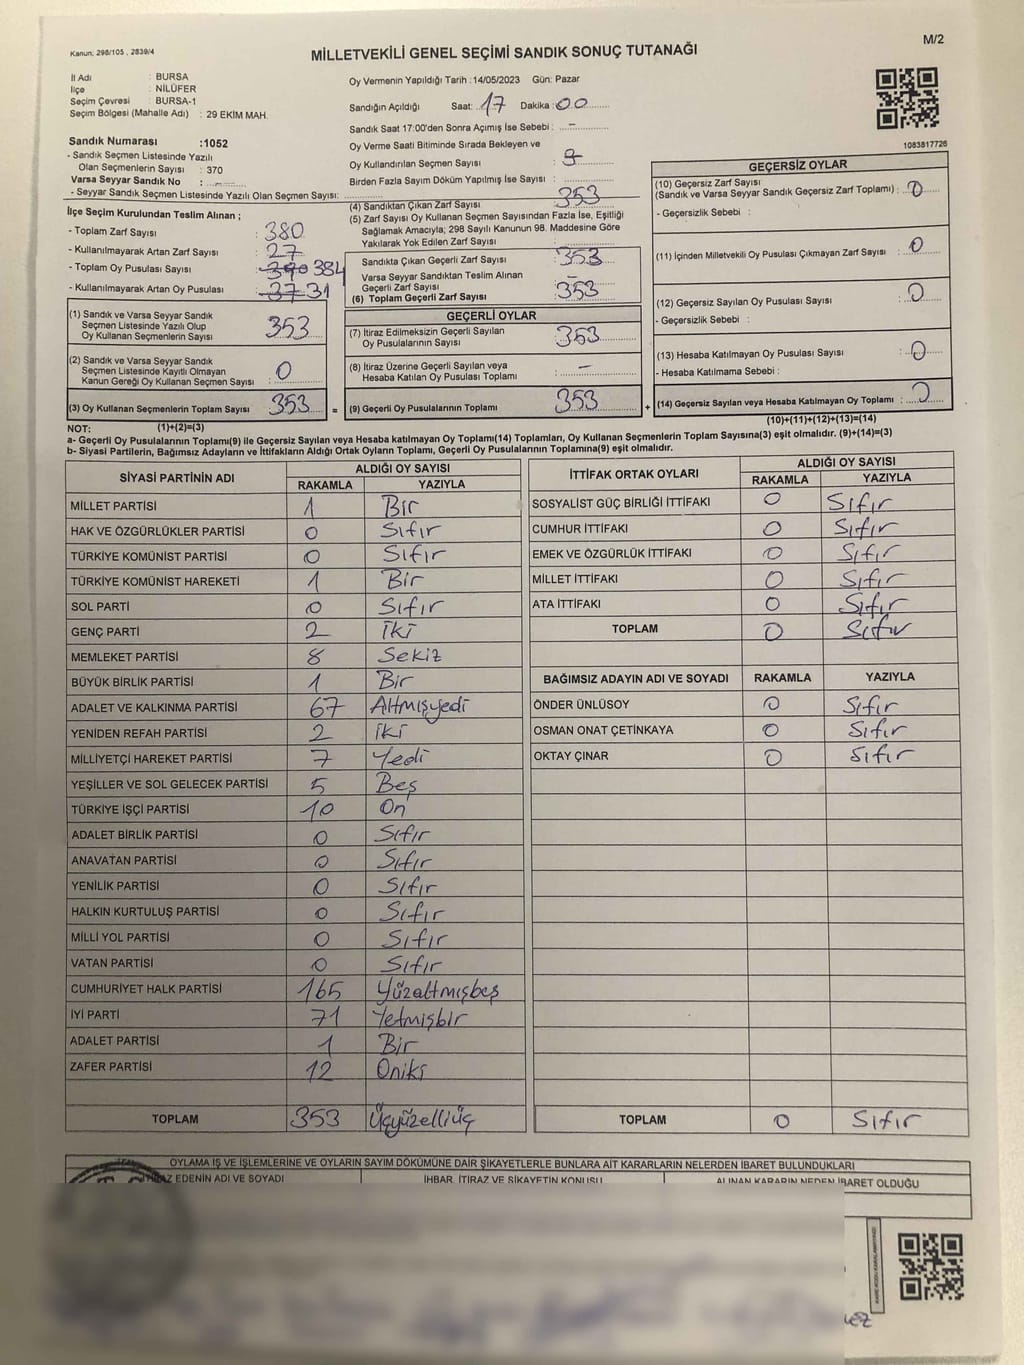 M/2
Kanun: 298/105 , 2839/4
MİLLETVEKİLİ GENEL SEÇİMİ SANDIK SONUÇ TUTANAĞI
İl Adı : BURSA
İlçe : NİLÜFER
Seçim Çevresi : BURSA-1
Seçim Bölgesi (Mahalle Adı) : 29 EKİM MAH.
Sandık Numarası :1052
- Sandık Seçmen Listesinde Yazılı
Olan Seçmenlerin Sayısı : 370
Varsa Seyyar Sandık No :
- Seyyar Sandık Seçmen Listesinde Yazılı Olan Seçmen Sayısı:
Oy Vermenin Yapıldığı Tarih :14/05/2023 Gün: Pazar
Sandığın Açıldığı Saat: 17 Dakika: 00
Sandık Saat 17:00'den Sonra Açımış İse Sebebi : -
Oy Verme Saati Bitiminde Sırada Bekleyen ve
Oy Kullandırılan Seçmen Sayısı :
Birden Fazla Sayım Döküm Yapılmış İse Sayısı :
1083817726
İlçe Seçim Kurulundan Teslim Alınan ;
- Toplam Zarf Sayısı : 380
- Kullanılmayarak Artan Zarf Sayısı : 27
- Toplam Oy Pusulası Sayısı : 390 384
- Kullanılmayarak Artan Oy Pusulası : 37 31
(1) Sandık ve Varsa Seyyar Sandık
Seçmen Listesinde Yazılı Olup
Oy Kullanan Seçmenlerin Sayısı : 353
(2) Sandık ve Varsa Seyyar Sandık
Seçmen Listesinde Kayıtlı Olmayan
Kanun Gereği Oy Kullanan Seçmen Sayısı : 0
(3) Oy Kullanan Seçmenlerin Toplam Sayısı : 353 =
(4) Sandıktan Çıkan Zarf Sayısı : 353
(5) Zarf Sayısı Oy Kullanan Seçmen Sayısından Fazla İse, Eşitliği
Sağlamak Amacıyla; 298 Sayılı Kanunun 98. Maddesine Göre
Yakılarak Yok Edilen Zarf Sayısı :
Sandıkta Çıkan Geçerli Zarf Sayısı : 353
Varsa Seyyar Sandıktan Teslim Alınan
Geçerli Zarf Sayısı : -
(6) Toplam Geçerli Zarf Sayısı : 353
GEÇERLİ OYLAR
(7) İtiraz Edilmeksizin Geçerli Sayılan
Oy Pusulalarının Sayısı : 353
(8) İtiraz Üzerine Geçerli Sayılan veya
Hesaba Katılan Oy Pusulası Toplamı : -
(9) Geçerli Oy Pusulalarının Toplamı : 353 +
GEÇERSİZ OYLAR
(10) Geçersiz Zarf Sayısı
(Sandık ve Varsa Seyyar Sandık Geçersiz Zarf Toplamı) : 0
- Geçersizlik Sebebi :
(11) İçinden Milletvekili Oy Pusulası Çıkmayan Zarf Sayısı : 0
(12) Geçersiz Sayılan Oy Pusulası Sayısı : 0
- Geçersizlik Sebebi :
(13) Hesaba Katılmayan Oy Pusulası Sayısı : 0
- Hesaba Katılmama Sebebi :
(14) Geçersiz Sayılan veya Hesaba Katılmayan Oy Toplamı : 0
NOT: (1)+(2)=(3) (10)+(11)+(12)+(13)=(14)
a- Geçerli Oy Pusulalarının Toplamı(9) ile Geçersiz Sayılan veya Hesaba katılmayan Oy Toplamı(14) Toplamları, Oy Kullanan Seçmenlerin Toplam Sayısına(3) eşit olmalıdır. (9)+(14)=(3)
b- Siyasi Partilerin, Bağımsız Adayların ve İttifakların Aldığı Ortak Oyların Toplamı, Geçerli Oy Pusulalarının Toplamına(9) eşit olmalıdır.
SİYASİ PARTİNİN ADI ALDIĞI OY SAYISI
RAKAMLA YAZIYLA
MİLLET PARTİSİ 1 Bir
HAK VE ÖZGÜRLÜKLER PARTİSİ 0 Sıfır
TÜRKİYE KOMÜNİST PARTİSİ 0 Sıfır
TÜRKİYE KOMÜNİST HAREKETİ 1 Bir
SOL PARTİ 0 Sıfır
GENÇ PARTİ 2 İki
MEMLEKET PARTİSİ 8 Sekiz
BÜYÜK BİRLİK PARTİSİ 1 Bir
ADALET VE KALKINMA PARTİSİ 67 Altmışyedi
YENİDEN REFAH PARTİSİ 2 İki
MİLLİYETÇİ HAREKET PARTİSİ 7 Yedi
YEŞİLLER VE SOL GELECEK PARTİSİ 5 Beş
TÜRKİYE İŞÇİ PARTİSİ 10 On
ADALET BİRLİK PARTİSİ 0 Sıfır
ANAVATAN PARTİSİ 0 Sıfır
YENİLİK PARTİSİ 0 Sıfır
HALKIN KURTULUŞ PARTİSİ 0 Sıfır
MİLLİ YOL PARTİSİ 0 Sıfır
VATAN PARTİSİ 0 Sıfır
CUMHURİYET HALK PARTİSİ 165 Yüzaltmışbeş
İYİ PARTİ 71 Yetmişbir
ADALET PARTİSİ 1 Bir
ZAFER PARTİSİ 12 Oniki
TOPLAM 353 Üçyüzelliüç
İTTİFAK ORTAK OYLARI ALDIĞI OY SAYISI
RAKAMLA YAZIYLA
SOSYALİST GÜÇ BİRLİĞİ İTTİFAKI 0 Sıfır
CUMHUR İTTİFAKI 0 Sıfır
EMEK VE ÖZGÜRLÜK İTTİFAKI 0 Sıfır
MİLLET İTTİFAKI 0 Sıfır
ATA İTTİFAKI 0 Sıfır
TOPLAM 0 Sıfır
BAĞIMSIZ ADAYIN ADI VE SOYADI RAKAMLA YAZIYLA
ÖNDER ÜNLÜSOY 0 Sıfır
OSMAN ONAT ÇETİNKAYA 0 Sıfır
OKTAY ÇINAR 0 Sıfır
TOPLAM 0 Sıfır
OYLAMA İŞ VE İŞLEMLERİNE VE OYLARIN SAYIM DÖKÜMÜNE DAİR ŞİKAYETLERLE BUNLARA AİT KARARLARIN NELERDEN İBARET BULUNDUKLARI
EDENİN ADI VE SOYADI İHBAR, İTİRAZ VE ŞİKAYETİN KONUSU ALINAN KARARIN NEDEN İBARET OLDUĞU